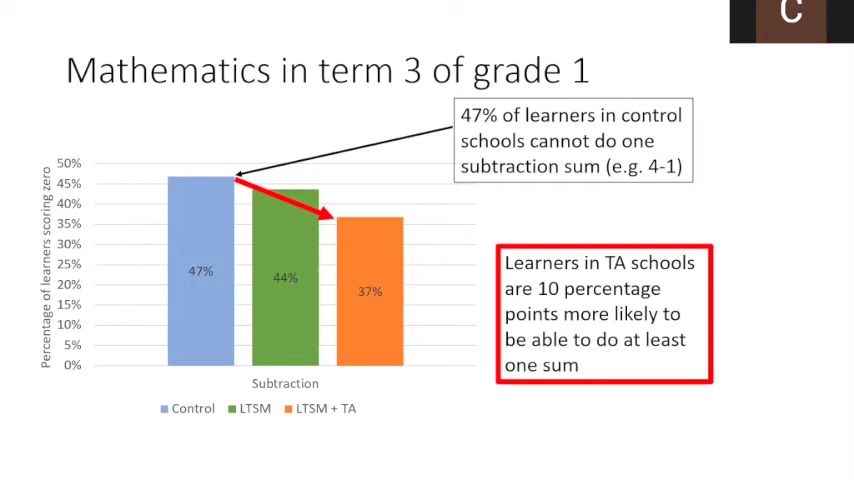 C
Mathematics in term 3 of grade 1
47% of learners in control
schools cannot do one
subtraction sum (e.g. 4-1)
Percentage of learners scoring zero
50%
45%
40%
35%
30%
25%
20%
15%
10%
5%
0%
47%
44%
37%
Subtraction
Control LTSM LTSM + TA
Learners in TA schools
are 10 percentage
points more likely to
be able to do at least
one sum